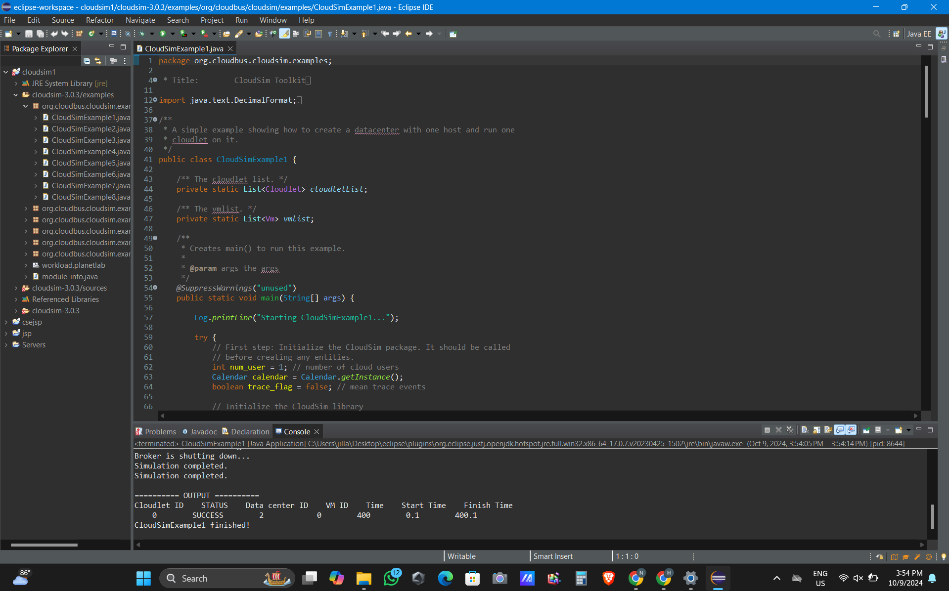 eclipse-workspace - cloudsim1/cloudsim-3.0.3/examples/org/cloudbus/cloudsim/examples/CloudSimExample1.java - Eclipse IDE
File Edit Source Refactor Navigate Search Project Run Window Help
Java EE
Package Explorer
cloudsim1
JRE System Library [jre]
cloudsim-3.0.3/examples
org.cloudbus.cloudsim.exar
CloudSimExample1.java
CloudSimExample2.java
CloudSimExample3.java
CloudSimExample4.java
CloudSimExample5.java
CloudSimExample6.java
CloudSimExample7.java
CloudSimExample8.java
org.cloudbus.cloudsim.exar
org.cloudbus.cloudsim.exar
org.cloudbus.cloudsim.exar
org.cloudbus.cloudsim.exar
org.cloudbus.cloudsim.exar
workload.planetlab
module-info.java
cloudsim-3.0.3/sources
Referenced Libraries
cloudsim-3.0.3
csejsp
jsp
Servers
CloudSimExample1.java
1 package org.cloudbus.cloudsim.examples;
2
4 * Title: CloudSim Toolkit
11
12 import java.text.DecimalFormat;
36
37 /**
38 * A simple example showing how to create a datacenter with one host and run one
39 * cloudlet on it.
40 */
41 public class CloudSimExample1 {
42
43 /** The cloudlet list. */
44 private static List<Cloudlet> cloudletList;
45
46 /** The vmlist. */
47 private static List<Vm> vmlist;
48
49 /**
50 * Creates main() to run this example.
51 *
52 * @param args the args
53 */
54 @SuppressWarnings("unused")
55 public static void main(String[] args) {
56
57 Log.printLine("Starting CloudSimExample1...");
58
59 try {
60 // First step: Initialize the CloudSim package. It should be called
61 // before creating any entities.
62 int num_user = 1; // number of cloud users
63 Calendar calendar = Calendar.getInstance();
64 boolean trace_flag = false; // mean trace events
65
66 // Initialize the CloudSim library
Problems Javadoc Declaration Console
<terminated> CloudSimExample1 [Java Application] C:\Users\jilla\Desktop\eclipse\plugins\org.eclipse.justj.openjdk.hotspot.jre.full.win32.x86_64_17.0.7.v20230425-1502\jre\bin\javaw.exe (Oct 9, 2024, 3:54:05 PM – 3:54:14 PM) [pid: 8644]
Broker is shutting down...
Simulation completed.
Simulation completed.
========== OUTPUT ==========
Cloudlet ID STATUS Data center ID VM ID Time Start Time Finish Time
0 SUCCESS 2 0 400 0.1 400.1
CloudSimExample1 finished!
Writable Smart Insert 1 : 1 : 0
86°
Search
12
ENG
US
3:54 PM
10/9/2024